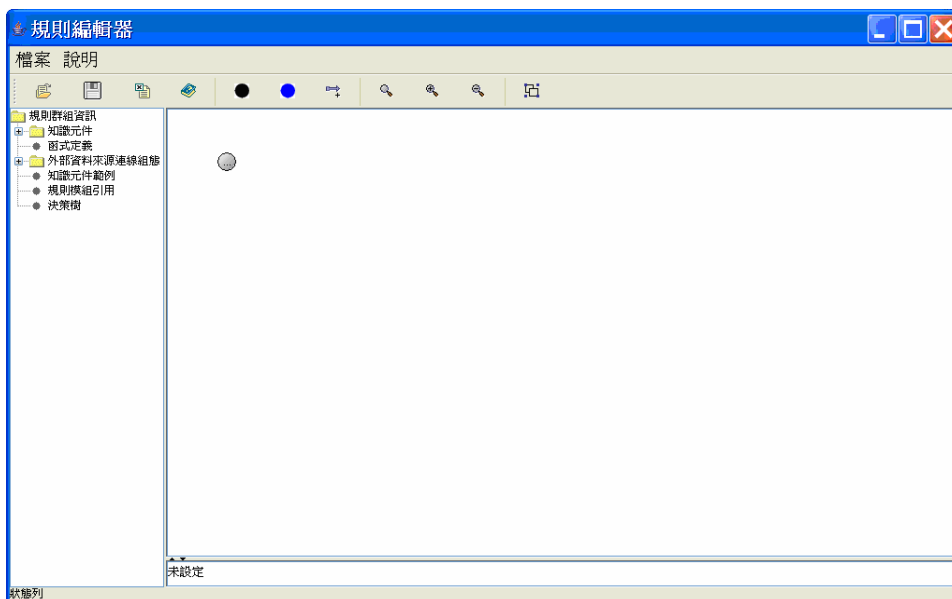 規則編輯器
檔案 說明
規則群組資訊
知識元件
函式定義
外部資料來源連線組態
知識元件範例
規則模組引用
決策樹
...
未設定
狀態列